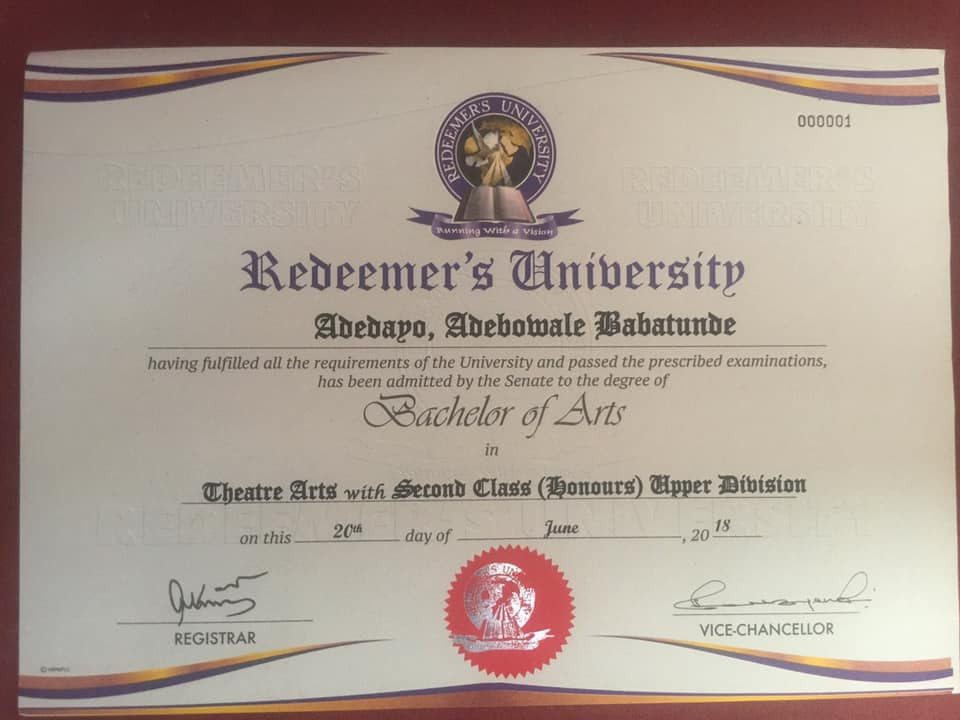 REDEEMER'S UNIVERSITY
Running With a Vision
000001
REDEEMER'S
UNIVERSITY
REDEEMER'S
UNIVERSITY
Redeemer's University
Adedayo, Adebowale Babatunde
having fulfilled all the requirements of the University and passed the prescribed examinations,
has been admitted by the Senate to the degree of
Bachelor of Arts
in
Theatre Arts with Second Class (Honours) Upper Division
on this 20th day of June, 2018
REGISTRAR
VICE-CHANCELLOR